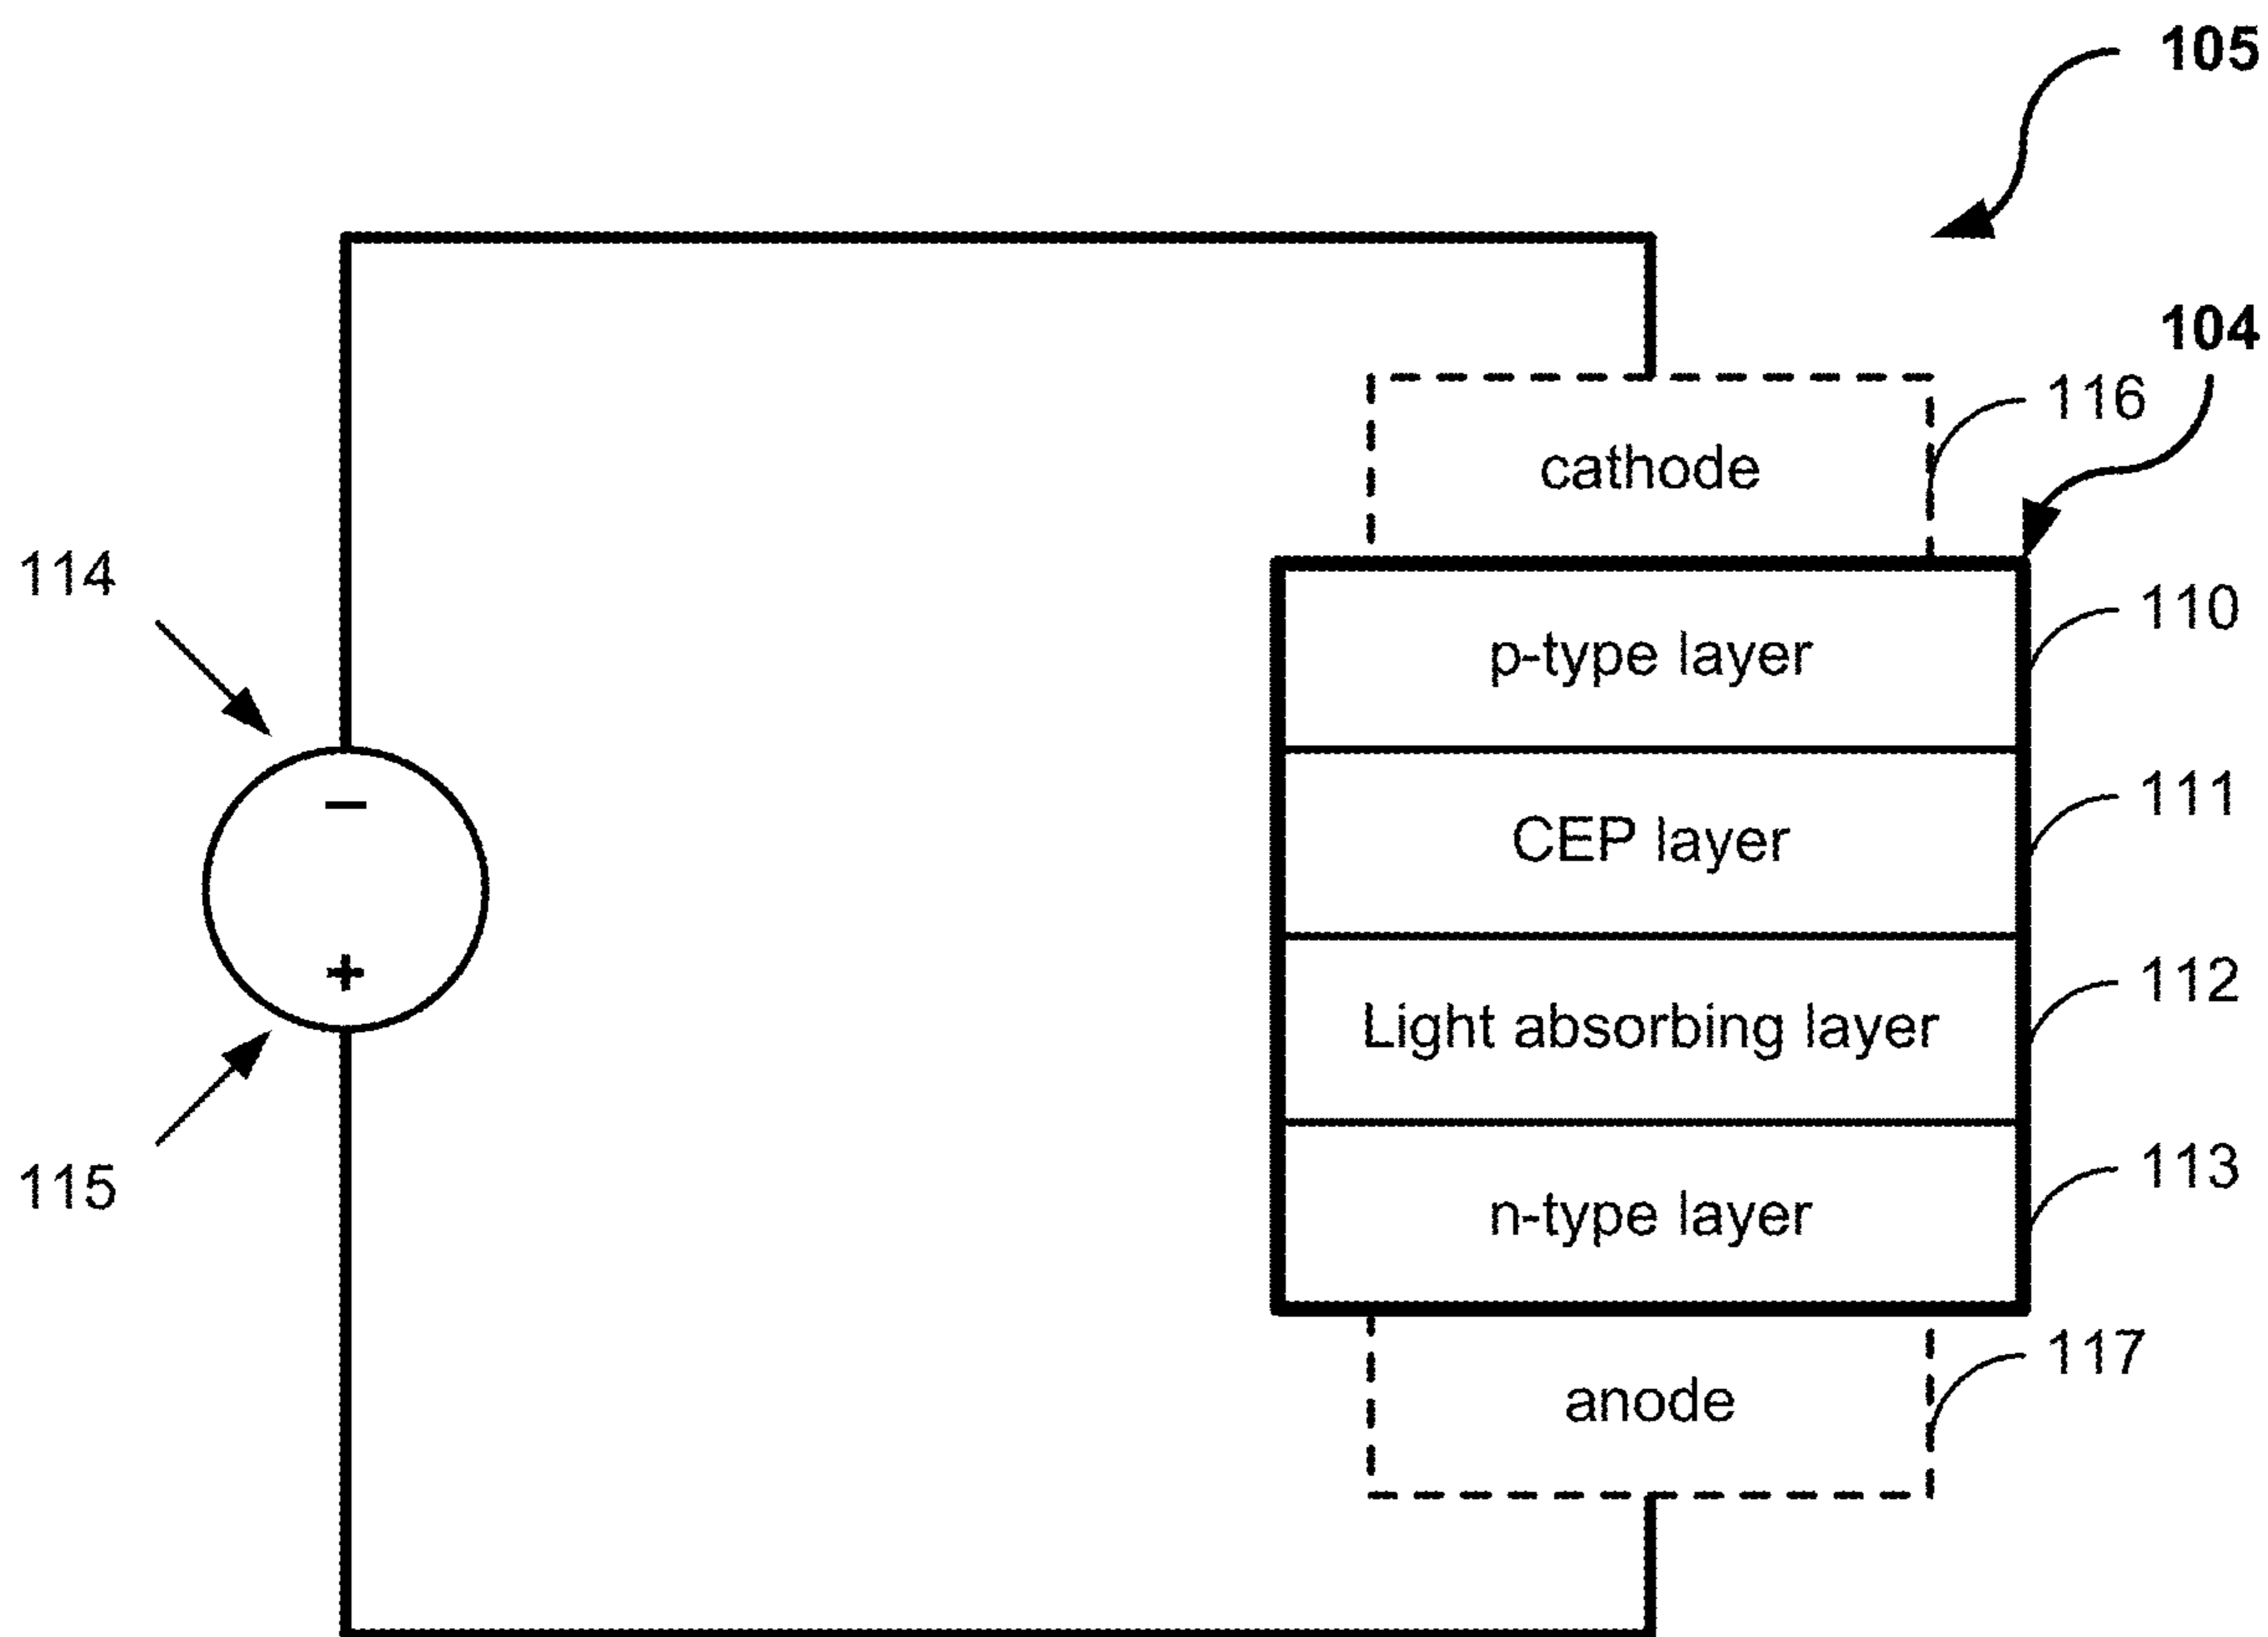 105
104
116
cathode
114
110
p-type layer
111
−
CEP layer
112
+
Light absorbing layer
113
115
n-type layer
117
anode